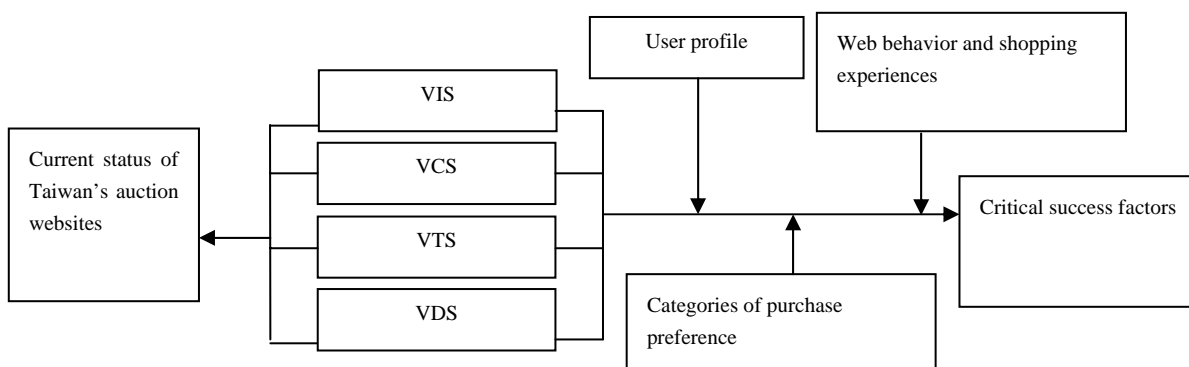 User profile
Web behavior and shopping
experiences
VIS
VCS
VTS
VDS
Current status of
Taiwan's auction
websites
Categories of purchase
preference
Critical success factors